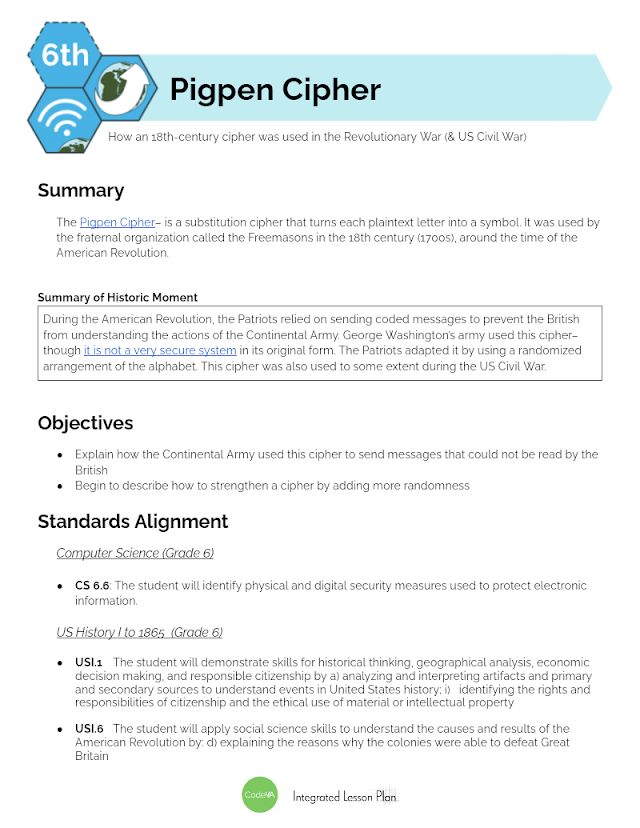 6th
Pigpen Cipher
How an 18th-century cipher was used in the Revolutionary War (& US Civil War)
Summary
The Pigpen Cipher– is a substitution cipher that turns each plaintext letter into a symbol. It was used by
the fraternal organization called the Freemasons in the 18th century (1700s), around the time of the
American Revolution.
Summary of Historic Moment
During the American Revolution, the Patriots relied on sending coded messages to prevent the British
from understanding the actions of the Continental Army. George Washington's army used this cipher–
though it is not a very secure system in its original form. The Patriots adapted it by using a randomized
arrangement of the alphabet. This cipher was also used to some extent during the US Civil War.
Objectives
● Explain how the Continental Army used this cipher to send messages that could not be read by the
British
● Begin to describe how to strengthen a cipher by adding more randomness
Standards Alignment
Computer Science (Grade 6)
● CS 6.6: The student will identify physical and digital security measures used to protect electronic
information.
US History I to 1865 (Grade 6)
● USI.1 The student will demonstrate skills for historical thinking, geographical analysis, economic
decision making, and responsible citizenship by a) analyzing and interpreting artifacts and primary
and secondary sources to understand events in United States history; i) identifying the rights and
responsibilities of citizenship and the ethical use of material or intellectual property
● USI.6 The student will apply social science skills to understand the causes and results of the
American Revolution by: d) explaining the reasons why the colonies were able to defeat Great
Britain
CodeVA Integrated Lesson Plan